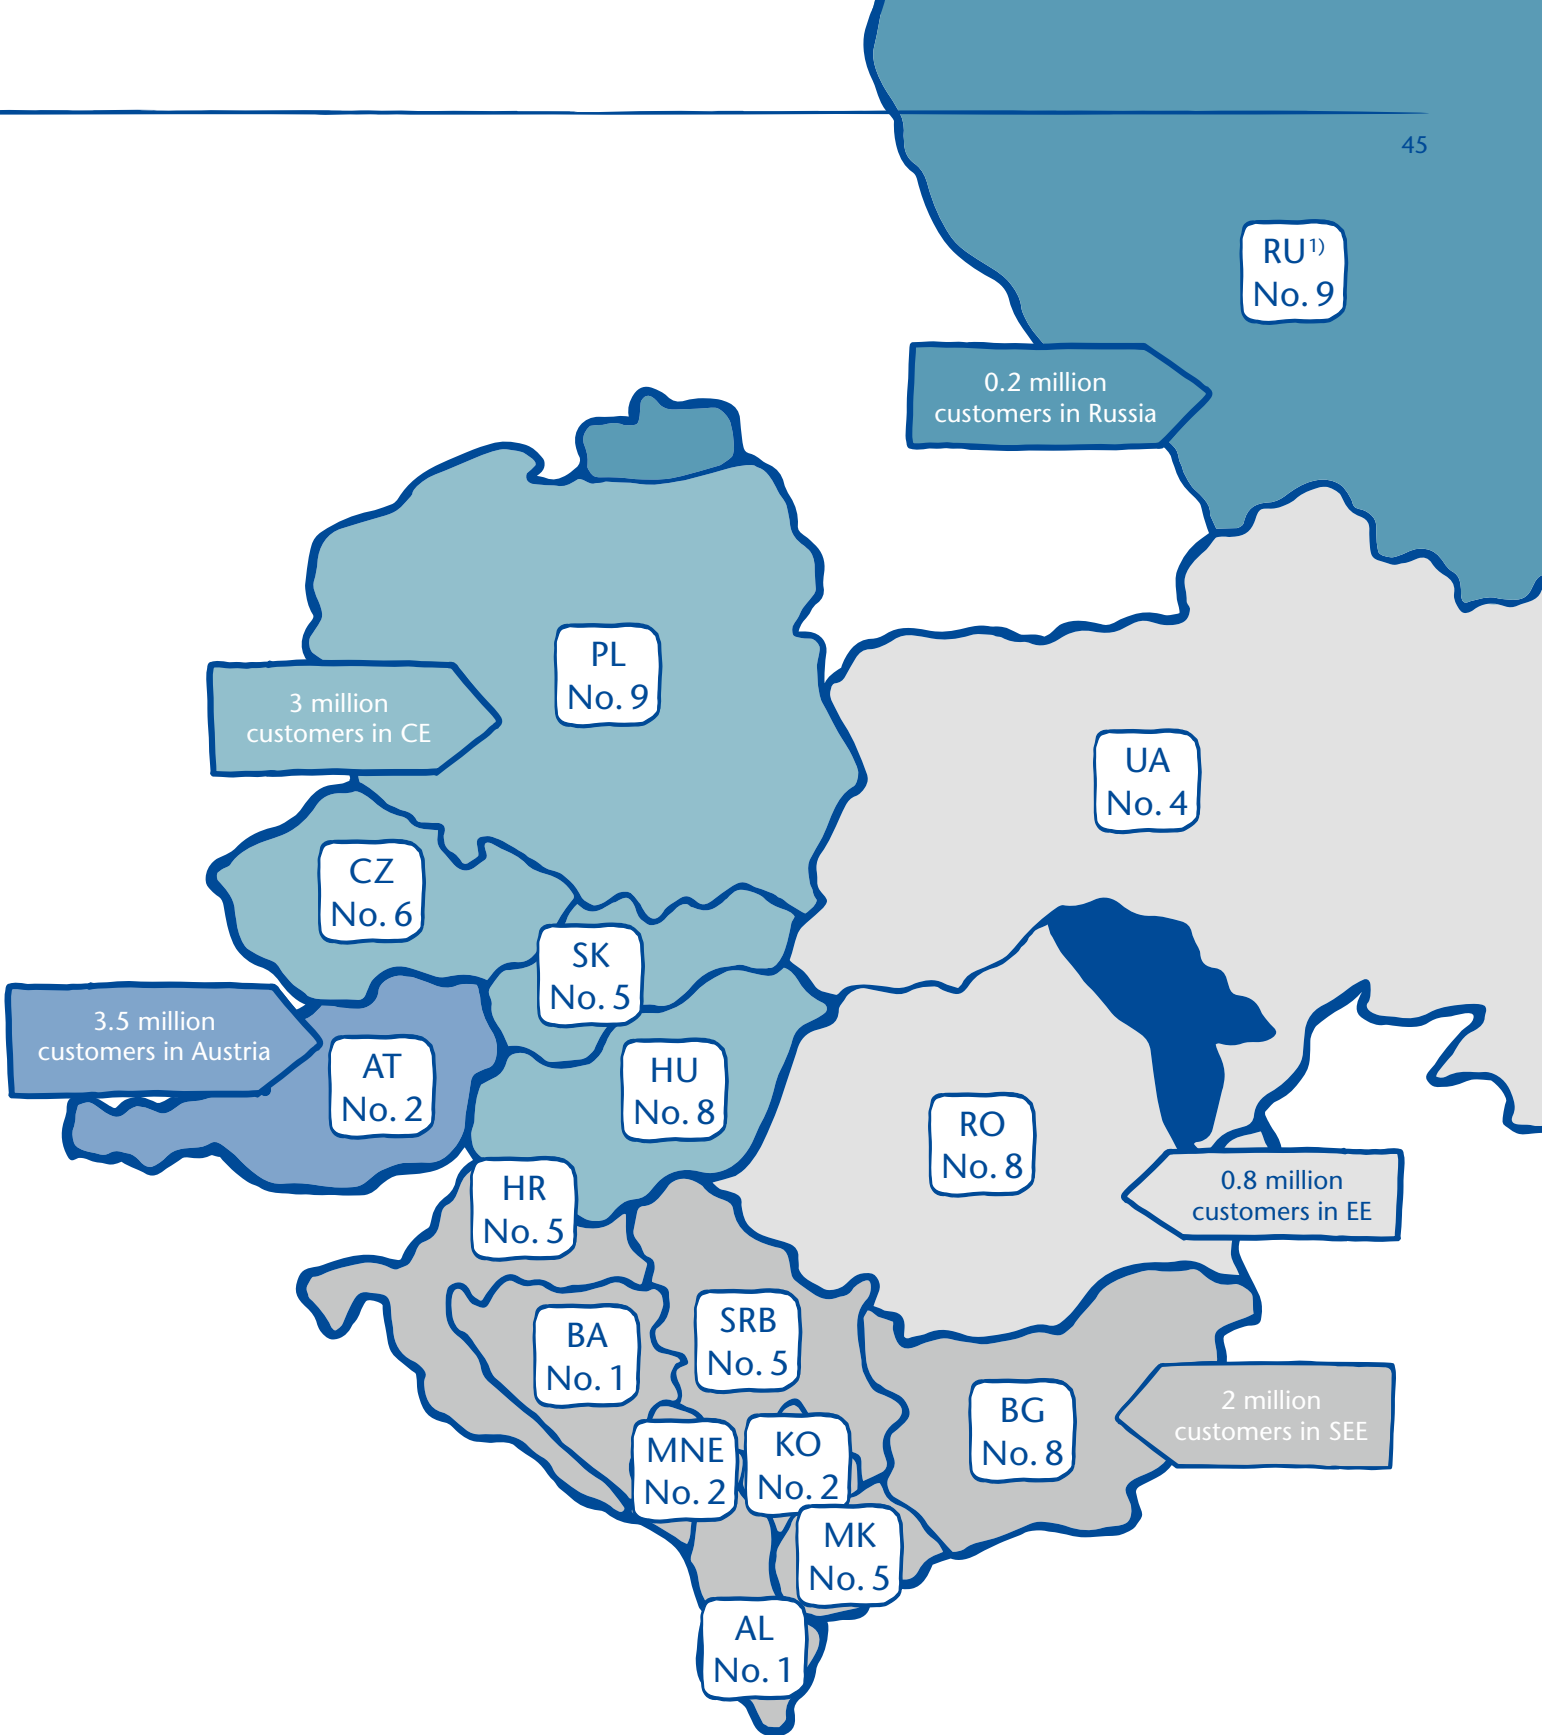 45
RU¹⁾
No. 9
0.2 million
customers in Russia
PL
No. 9
3 million
customers in CE
UA
No. 4
CZ
No. 6
SK
No. 5
3.5 million
customers in Austria
AT
No. 2
HU
No. 8
RO
No. 8
0.8 million
customers in EE
HR
No. 5
BA
No. 1
SRB
No. 5
BG
No. 8
2 million
customers in SEE
MNE
No. 2
KO
No. 2
MK
No. 5
AL
No. 1